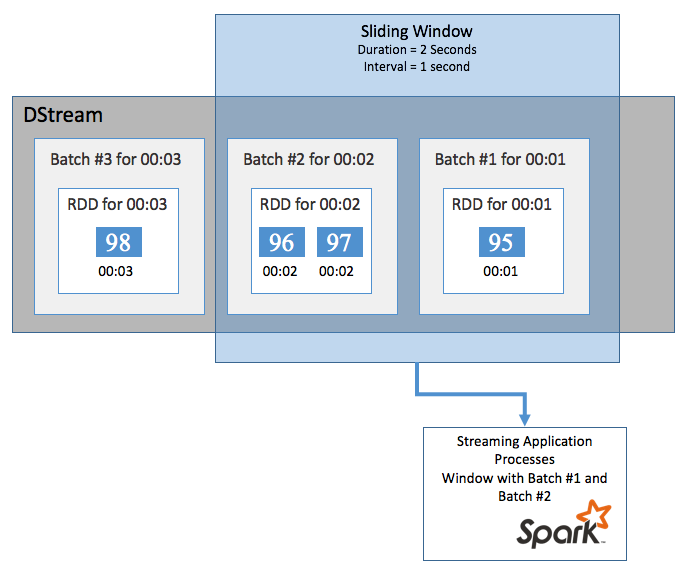 Sliding Window
Duration = 2 Seconds
Interval = 1 second
DStream
Batch #3 for 00:03
RDD for 00:03
98
00:03
Batch #2 for 00:02
RDD for 00:02
96 97
00:02 00:02
Batch #1 for 00:01
RDD for 00:01
95
00:01
Streaming Application
Processes
Window with Batch #1 and
Batch #2
Spark